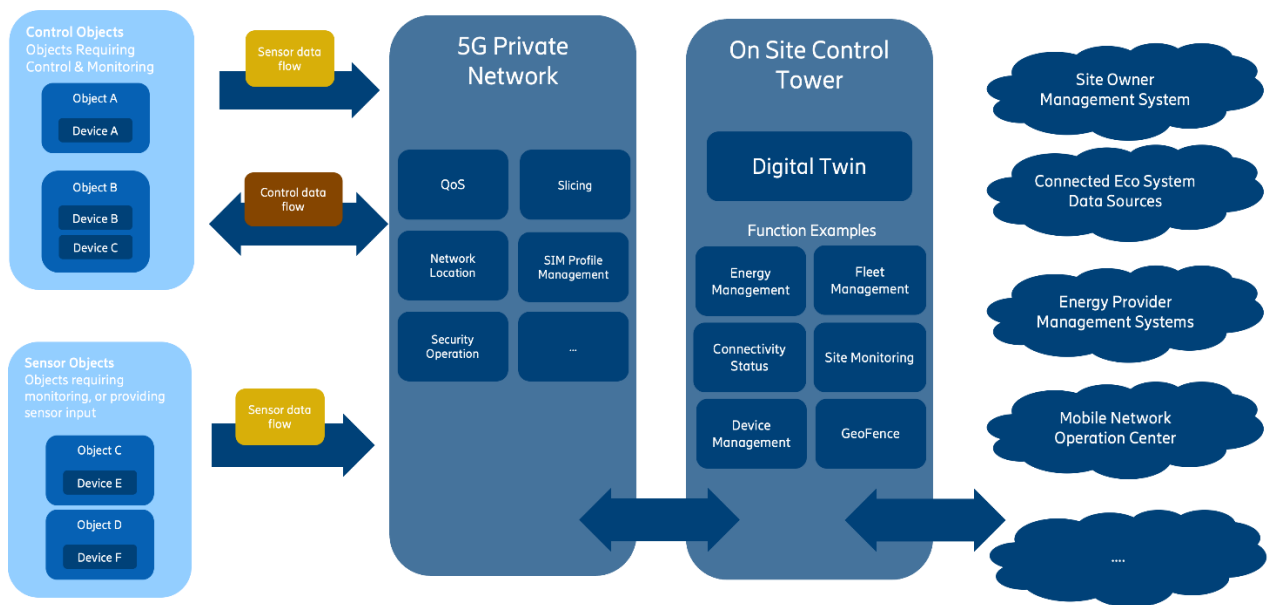 Control Objects
Objects Requiring
Control & Monitoring
Object A
Device A
Object B
Device B
Device C
Sensor Objects
Objects requiring
monitoring, or providing
sensor input
Object C
Device E
Object D
Device F
Sensor data
flow
Control data
flow
Sensor data
flow
5G Private
Network
QoS
Slicing
Network
Location
SIM Profile
Management
Security
Operation
...
On Site Control
Tower
Digital Twin
Function Examples
Energy
Management
Fleet
Management
Connectivity
Status
Site Monitoring
Device
Management
GeoFence
Site Owner
Management System
Connected Eco System
Data Sources
Energy Provider
Management Systems
Mobile Network
Operation Center
....